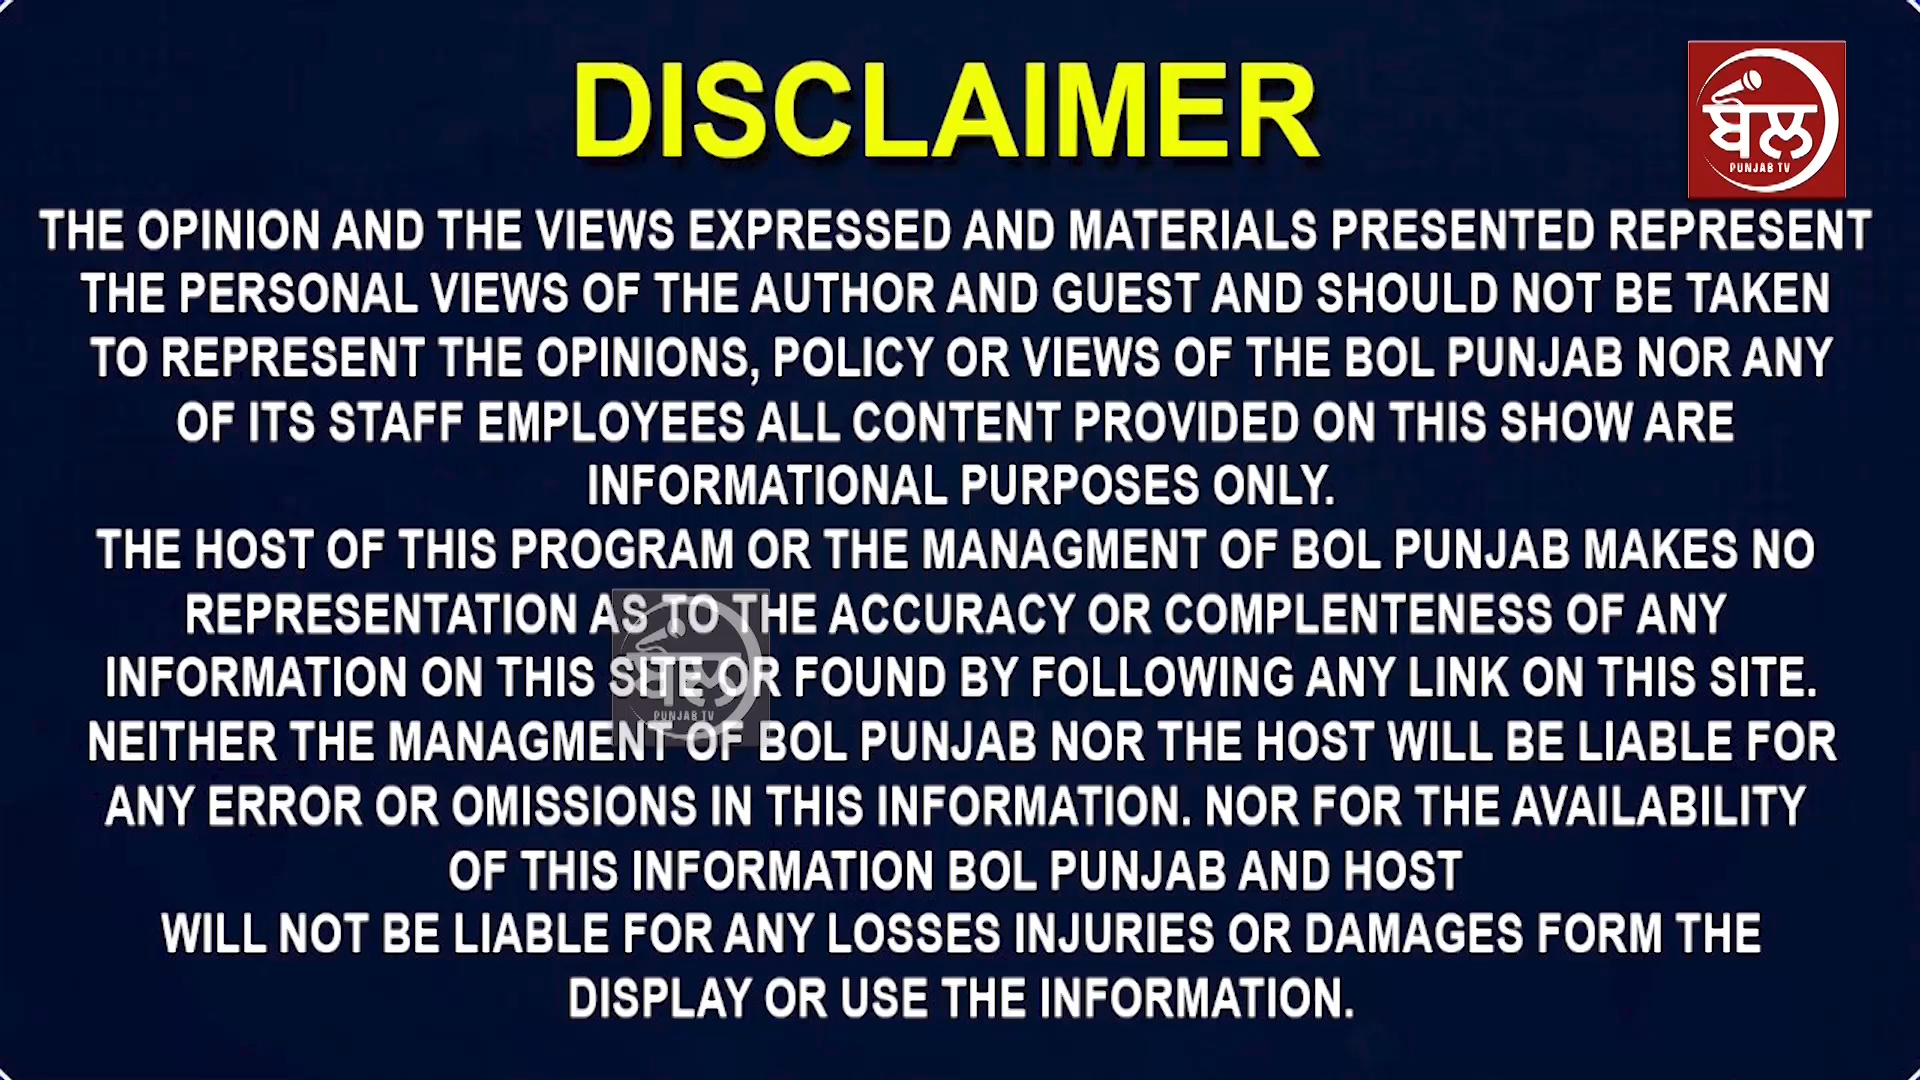 DISCLAIMER
ਬੋਲ
PUNJAB TV
THE OPINION AND THE VIEWS EXPRESSED AND MATERIALS PRESENTED REPRESENT
THE PERSONAL VIEWS OF THE AUTHOR AND GUEST AND SHOULD NOT BE TAKEN
TO REPRESENT THE OPINIONS, POLICY OR VIEWS OF THE BOL PUNJAB NOR ANY
OF ITS STAFF EMPLOYEES ALL CONTENT PROVIDED ON THIS SHOW ARE
INFORMATIONAL PURPOSES ONLY.
THE HOST OF THIS PROGRAM OR THE MANAGMENT OF BOL PUNJAB MAKES NO
REPRESENTATION AS TO THE ACCURACY OR COMPLENTENESS OF ANY
INFORMATION ON THIS SITE OR FOUND BY FOLLOWING ANY LINK ON THIS SITE.
NEITHER THE MANAGMENT OF BOL PUNJAB NOR THE HOST WILL BE LIABLE FOR
ANY ERROR OR OMISSIONS IN THIS INFORMATION. NOR FOR THE AVAILABILITY
OF THIS INFORMATION BOL PUNJAB AND HOST
WILL NOT BE LIABLE FOR ANY LOSSES INJURIES OR DAMAGES FORM THE
DISPLAY OR USE THE INFORMATION.
ਬੋਲ
PUNJAB TV